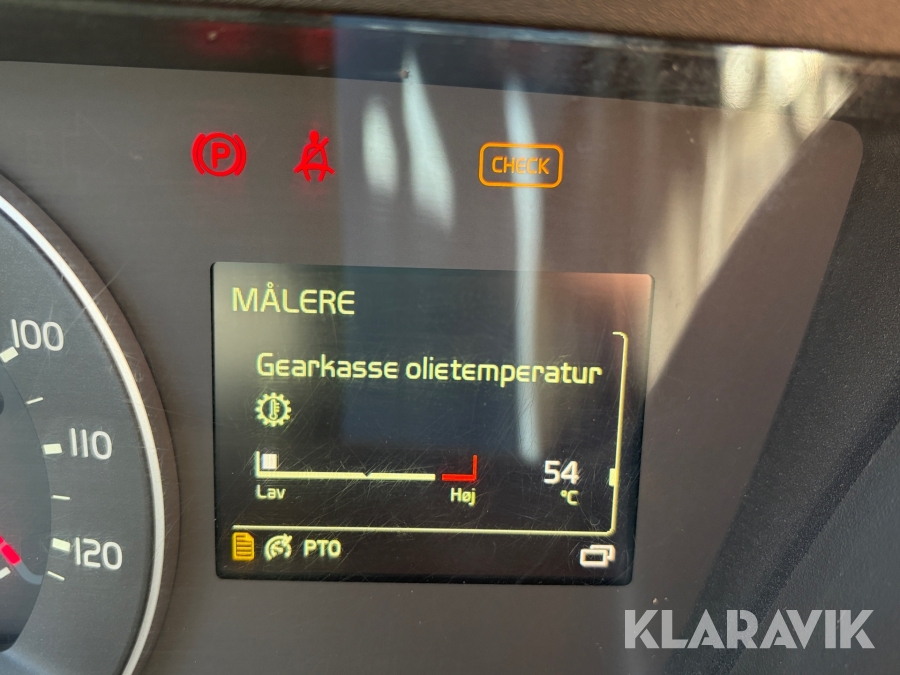 P
CHECK
MÅLERE
100
Gearkasse olietemperatur
110
54
°C
Lav
Høj
120
PTO
KLARAVIK